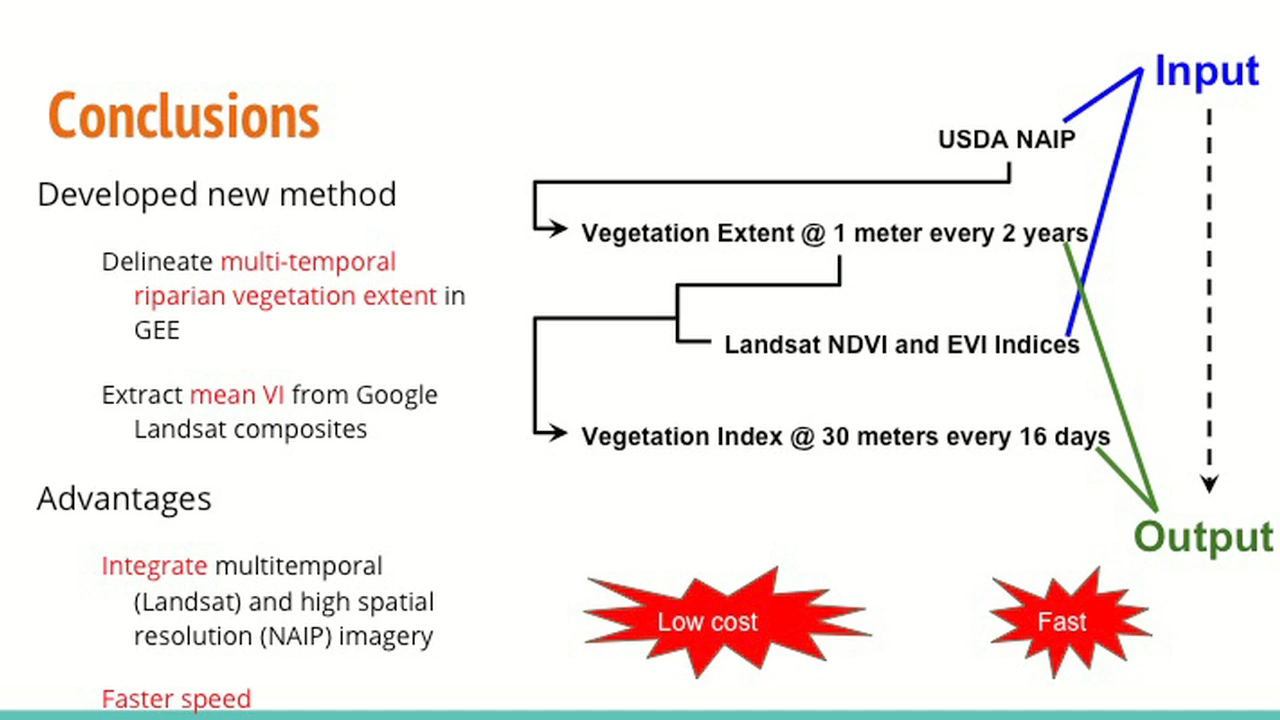 Conclusions
Developed new method
Delineate multi-temporal
riparian vegetation extent in
GEE
Extract mean VI from Google
Landsat composites
Advantages
Integrate multitemporal
(Landsat) and high spatial
resolution (NAIP) imagery
Faster speed
Input
USDA NAIP
Vegetation Extent @ 1 meter every 2 years
Landsat NDVI and EVI Indices
Vegetation Index @ 30 meters every 16 days
Output
Low cost
Fast